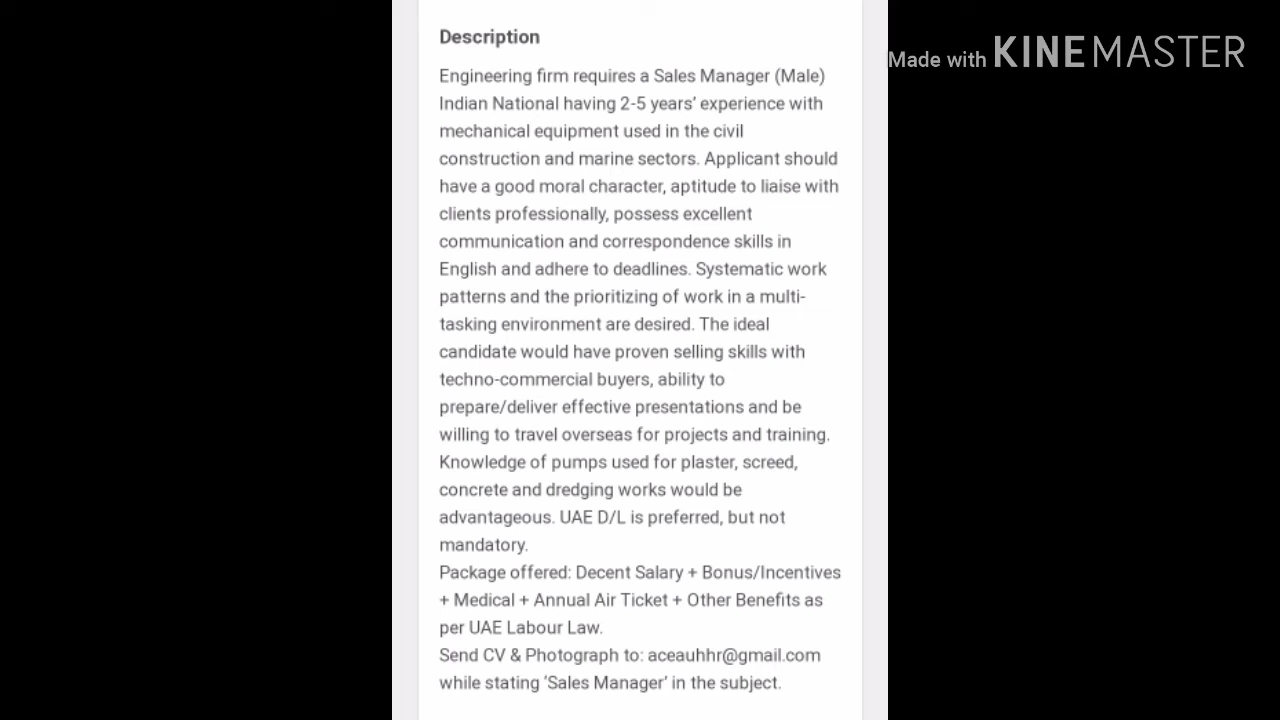 Description
Made with KINEMASTER
Engineering firm requires a Sales Manager (Male)
Indian National having 2-5 years’ experience with
mechanical equipment used in the civil
construction and marine sectors. Applicant should
have a good moral character, aptitude to liaise with
clients professionally, possess excellent
communication and correspondence skills in
English and adhere to deadlines. Systematic work
patterns and the prioritizing of work in a multi-
tasking environment are desired. The ideal
candidate would have proven selling skills with
techno-commercial buyers, ability to
prepare/deliver effective presentations and be
willing to travel overseas for projects and training.
Knowledge of pumps used for plaster, screed,
concrete and dredging works would be
advantageous. UAE D/L is preferred, but not
mandatory.
Package offered: Decent Salary + Bonus/Incentives
+ Medical + Annual Air Ticket + Other Benefits as
per UAE Labour Law.
Send CV & Photograph to: aceauhhr@gmail.com
while stating ‘Sales Manager’ in the subject.